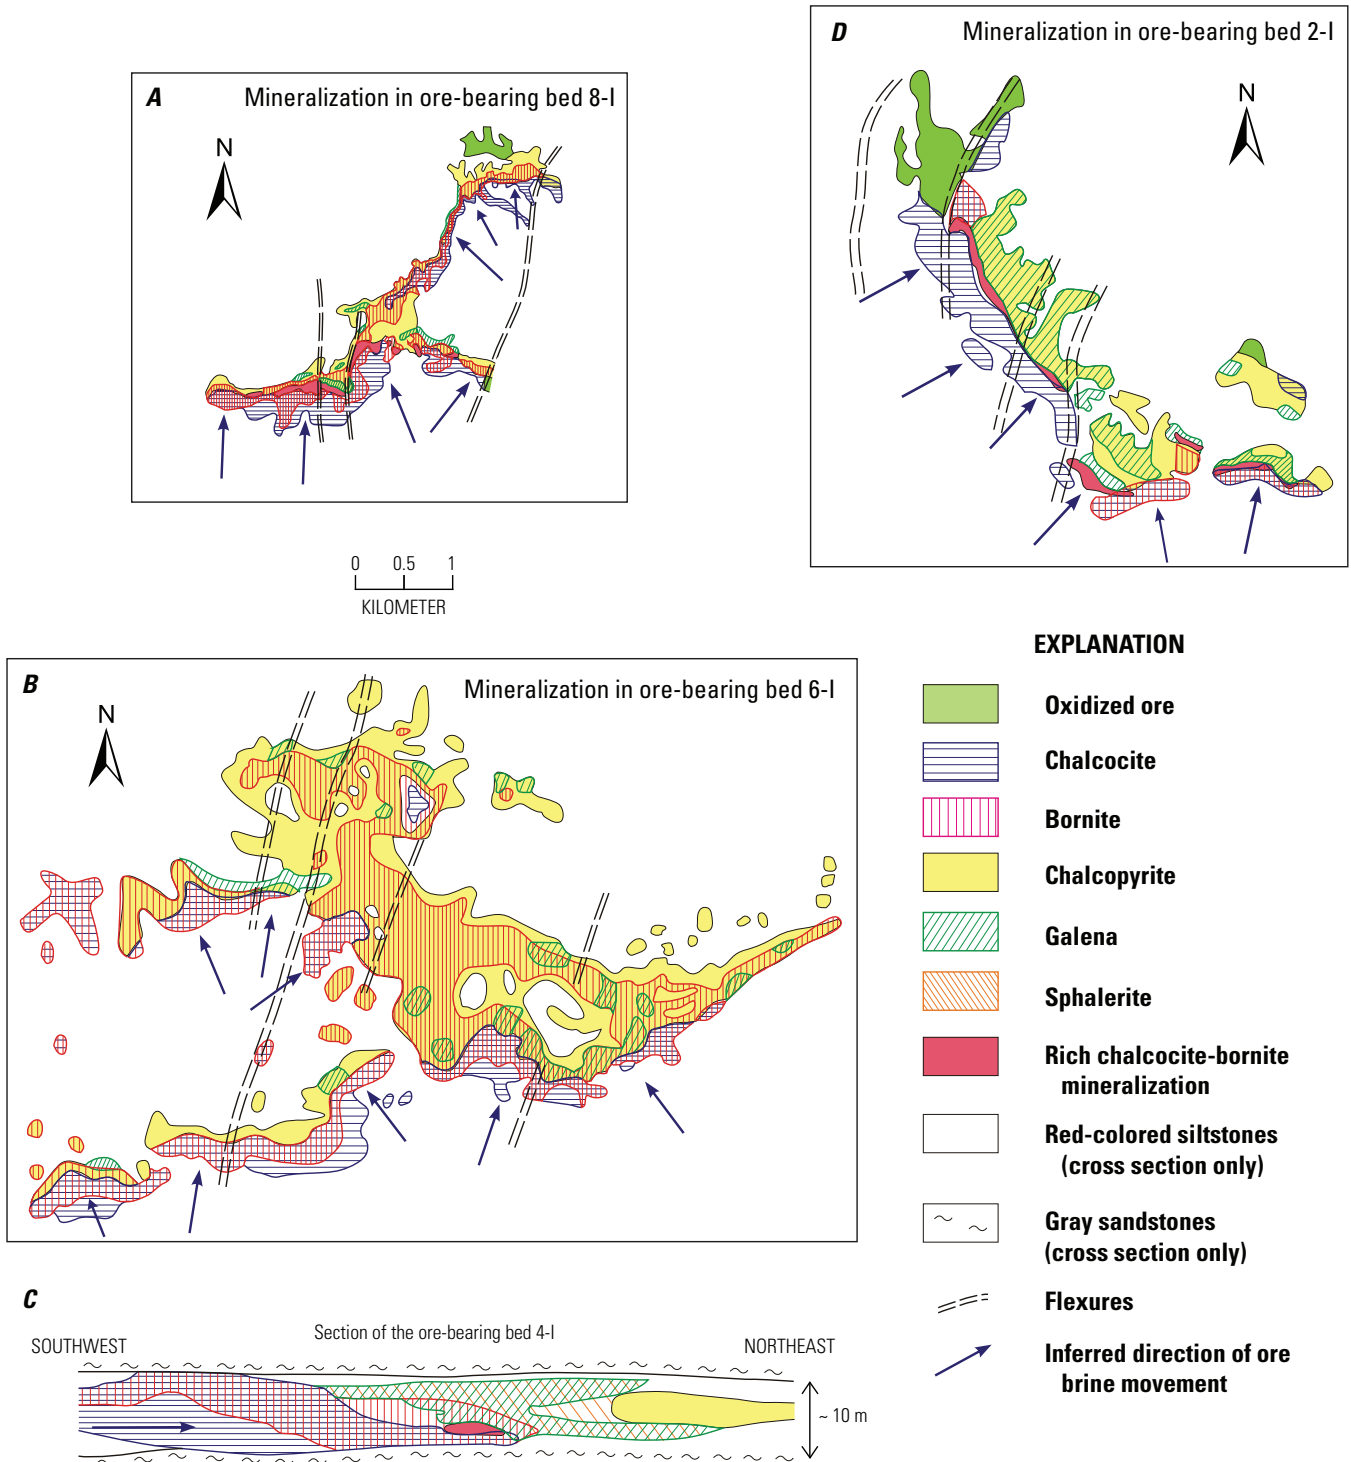 A
Mineralization in ore-bearing bed 8-I
N
D
Mineralization in ore-bearing bed 2-I
N
0 0.5 1
KILOMETER
B
Mineralization in ore-bearing bed 6-I
N
EXPLANATION
Oxidized ore
Chalcocite
Bornite
Chalcopyrite
Galena
Sphalerite
Rich chalcocite-bornite
mineralization
Red-colored siltstones
(cross section only)
Gray sandstones
(cross section only)
Flexures
Inferred direction of ore
brine movement
C
SOUTHWEST
Section of the ore-bearing bed 4-I
NORTHEAST
~ 10 m